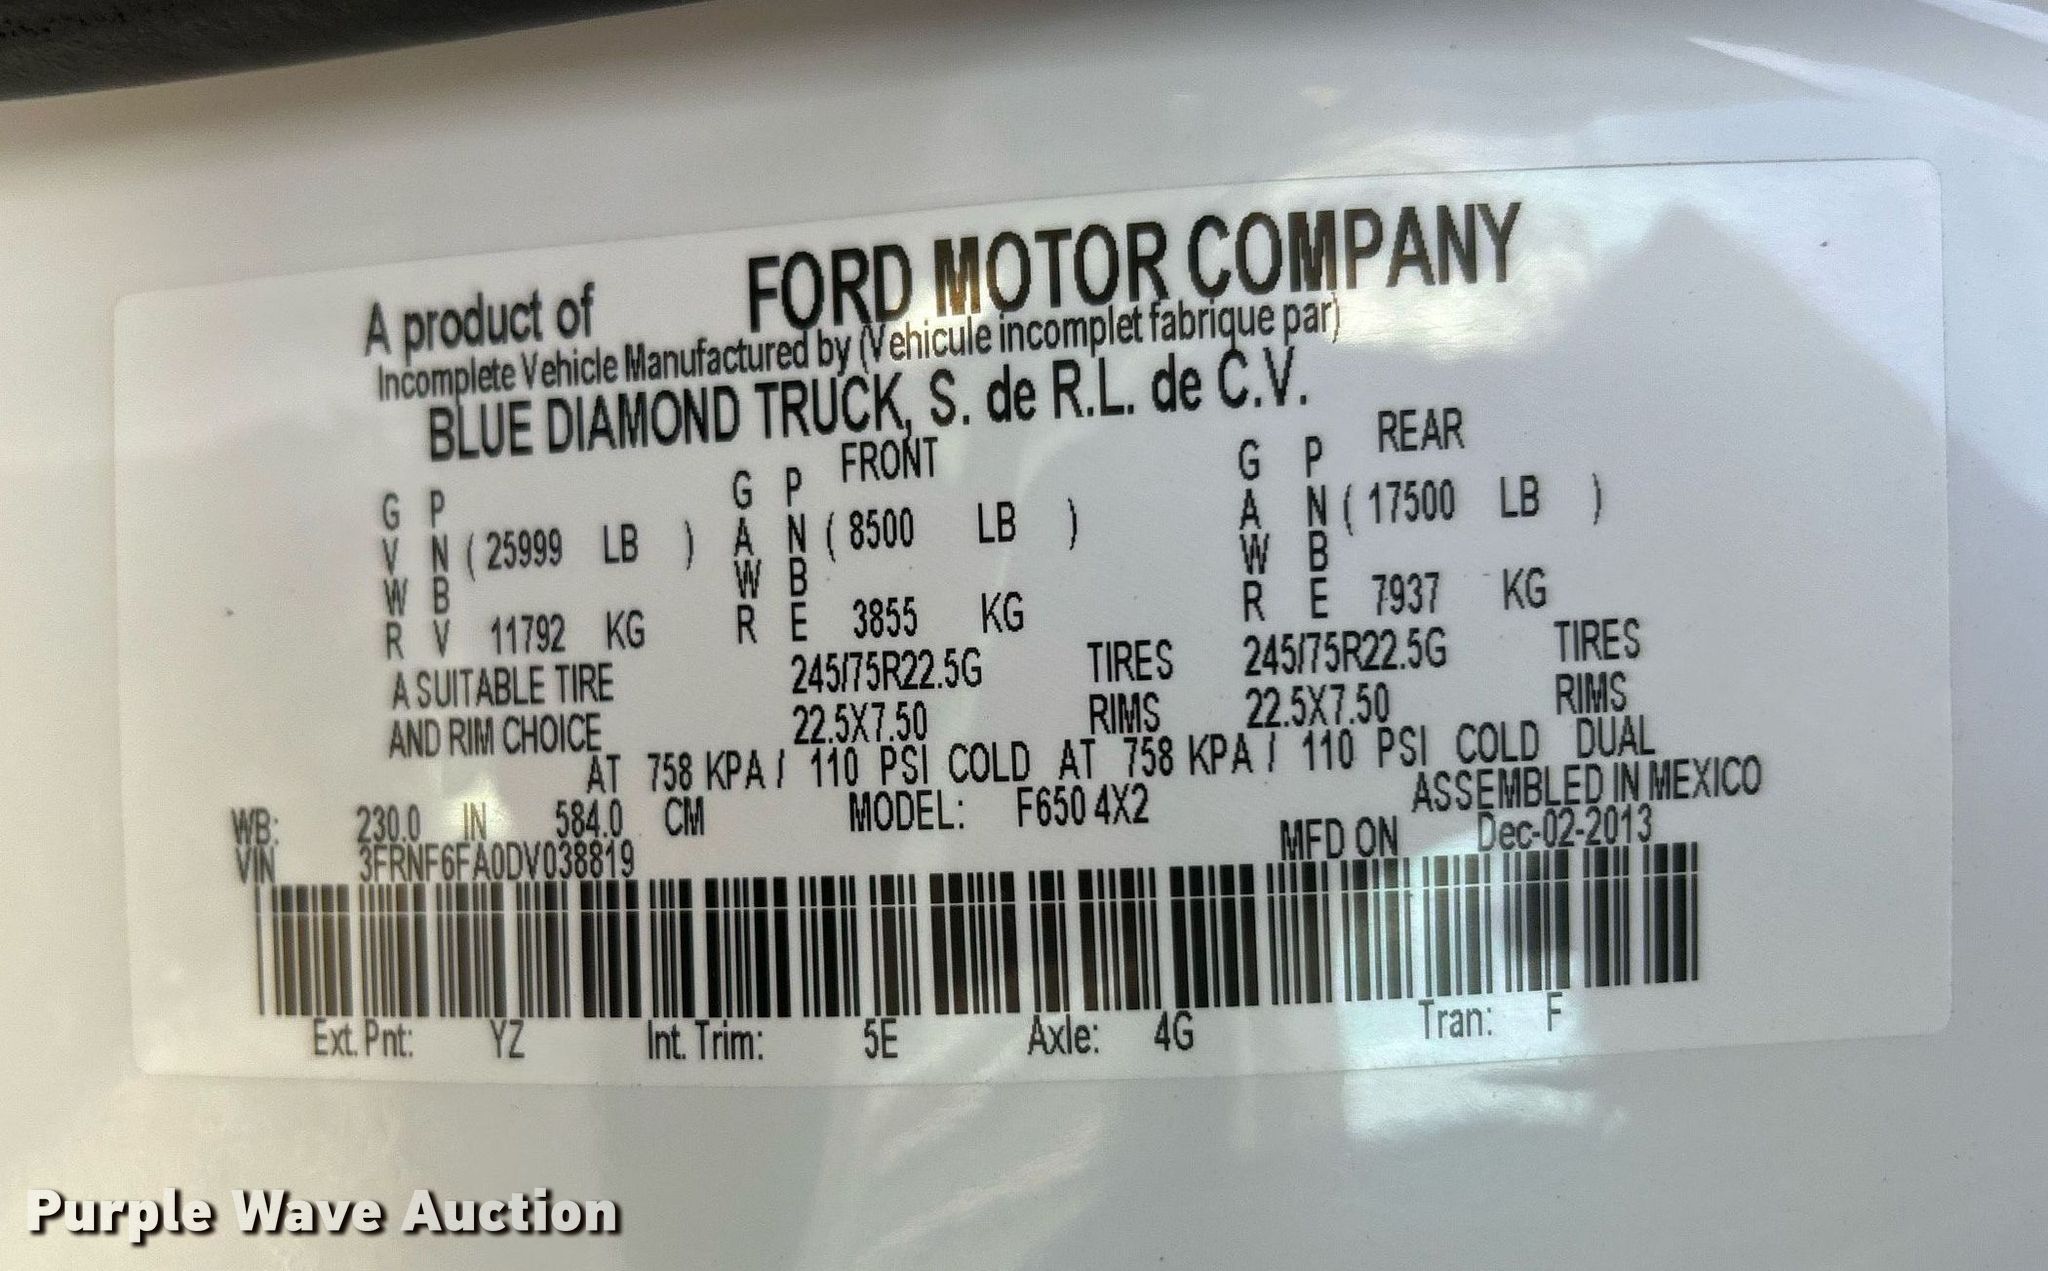 A product of FORD MOTOR COMPANY
Incomplete Vehicle Manufactured by (Vehicule incomplet fabrique par)
BLUE DIAMOND TRUCK, S. de R.L. de C.V.
FRONT REAR
G P G P G P
V N ( 25999 LB ) A N ( 8500 LB ) A N ( 17500 LB )
W B W B W B
R V 11792 KG R E 3855 KG R E 7937 KG
A SUITABLE TIRE 245/75R22.5G TIRES 245/75R22.5G TIRES
AND RIM CHOICE 22.5X7.50 RIMS 22.5X7.50 RIMS
AT 758 KPA / 110 PSI COLD AT 758 KPA / 110 PSI COLD DUAL
ASSEMBLED IN MEXICO
WB: 230.0 IN 584.0 CM MODEL: F650 4X2
MFD ON Dec-02-2013
VIN 3FRNF6FA0DV038819
Ext. Pnt: YZ Int. Trim: 5E Axle: 4G Tran: F
Purple Wave Auction